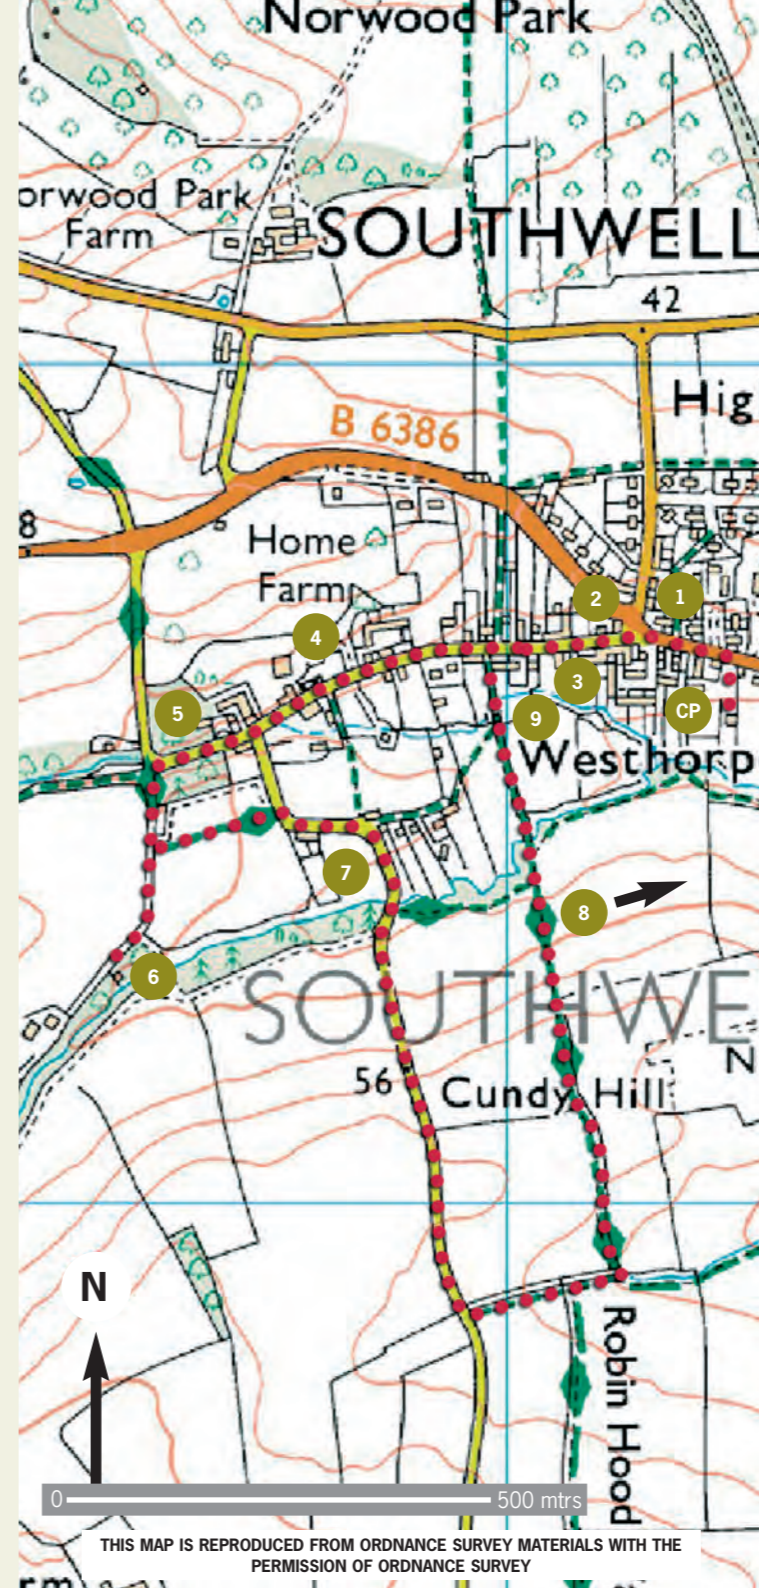 Norwood Park
orwood Park
Farm
SOUTHWELL
42
Hig
B 6386
8
Home
Farm
2
1
4
3
5
CP
9
Westhorp
7
8
6
SOUTHWE
N
56
Cundy Hill
N
Robin Hood
0
500 mtrs
THIS MAP IS REPRODUCED FROM ORDNANCE SURVEY MATERIALS WITH THE
PERMISSION OF ORDNANCE SURVEY
rm